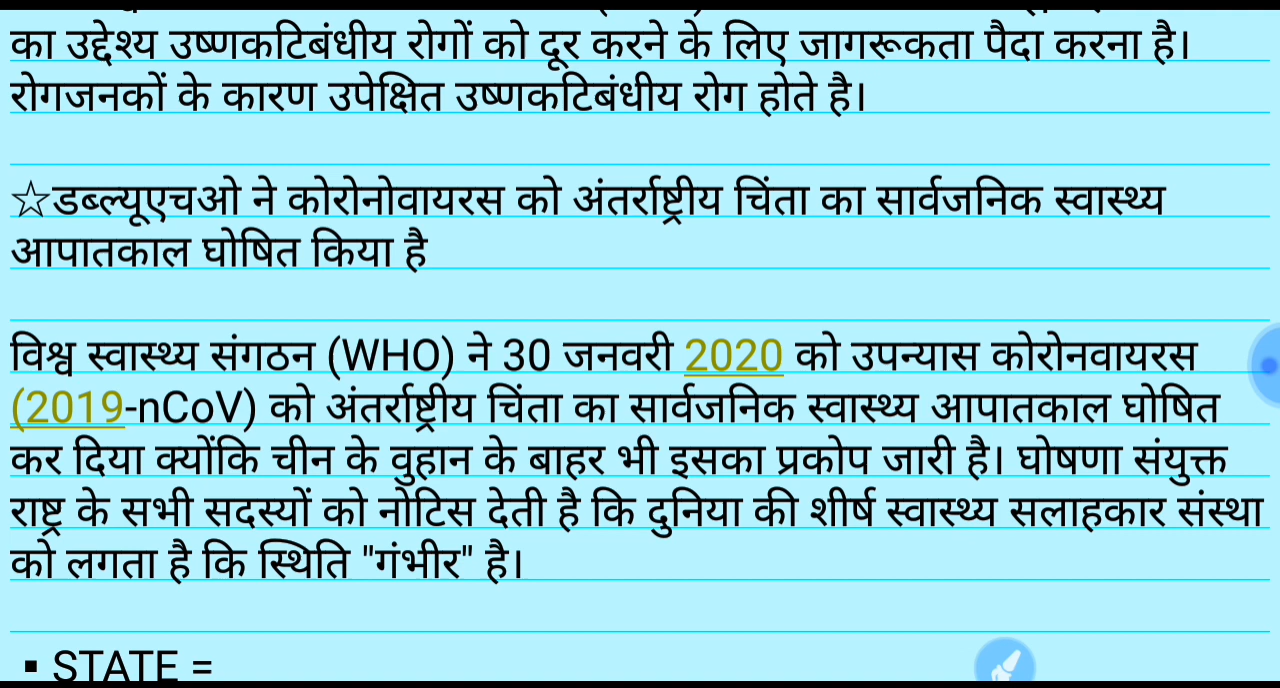 का उद्देश्य उष्णकटिबंधीय रोगों को दूर करने के लिए जागरूकता पैदा करना है।
रोगजनकों के कारण उपेक्षित उष्णकटिबंधीय रोग होते है।
☆डब्ल्यूएचओ ने कोरोनोवायरस को अंतर्राष्ट्रीय चिंता का सार्वजनिक स्वास्थ्य
आपातकाल घोषित किया है
विश्व स्वास्थ्य संगठन (WHO) ने 30 जनवरी 2020 को उपन्यास कोरोनवायरस
(2019-nCoV) को अंतर्राष्ट्रीय चिंता का सार्वजनिक स्वास्थ्य आपातकाल घोषित
कर दिया क्योंकि चीन के वुहान के बाहर भी इसका प्रकोप जारी है। घोषणा संयुक्त
राष्ट्र के सभी सदस्यों को नोटिस देती है कि दुनिया की शीर्ष स्वास्थ्य सलाहकार संस्था
को लगता है कि स्थिति "गंभीर" है।
▪ STATE =